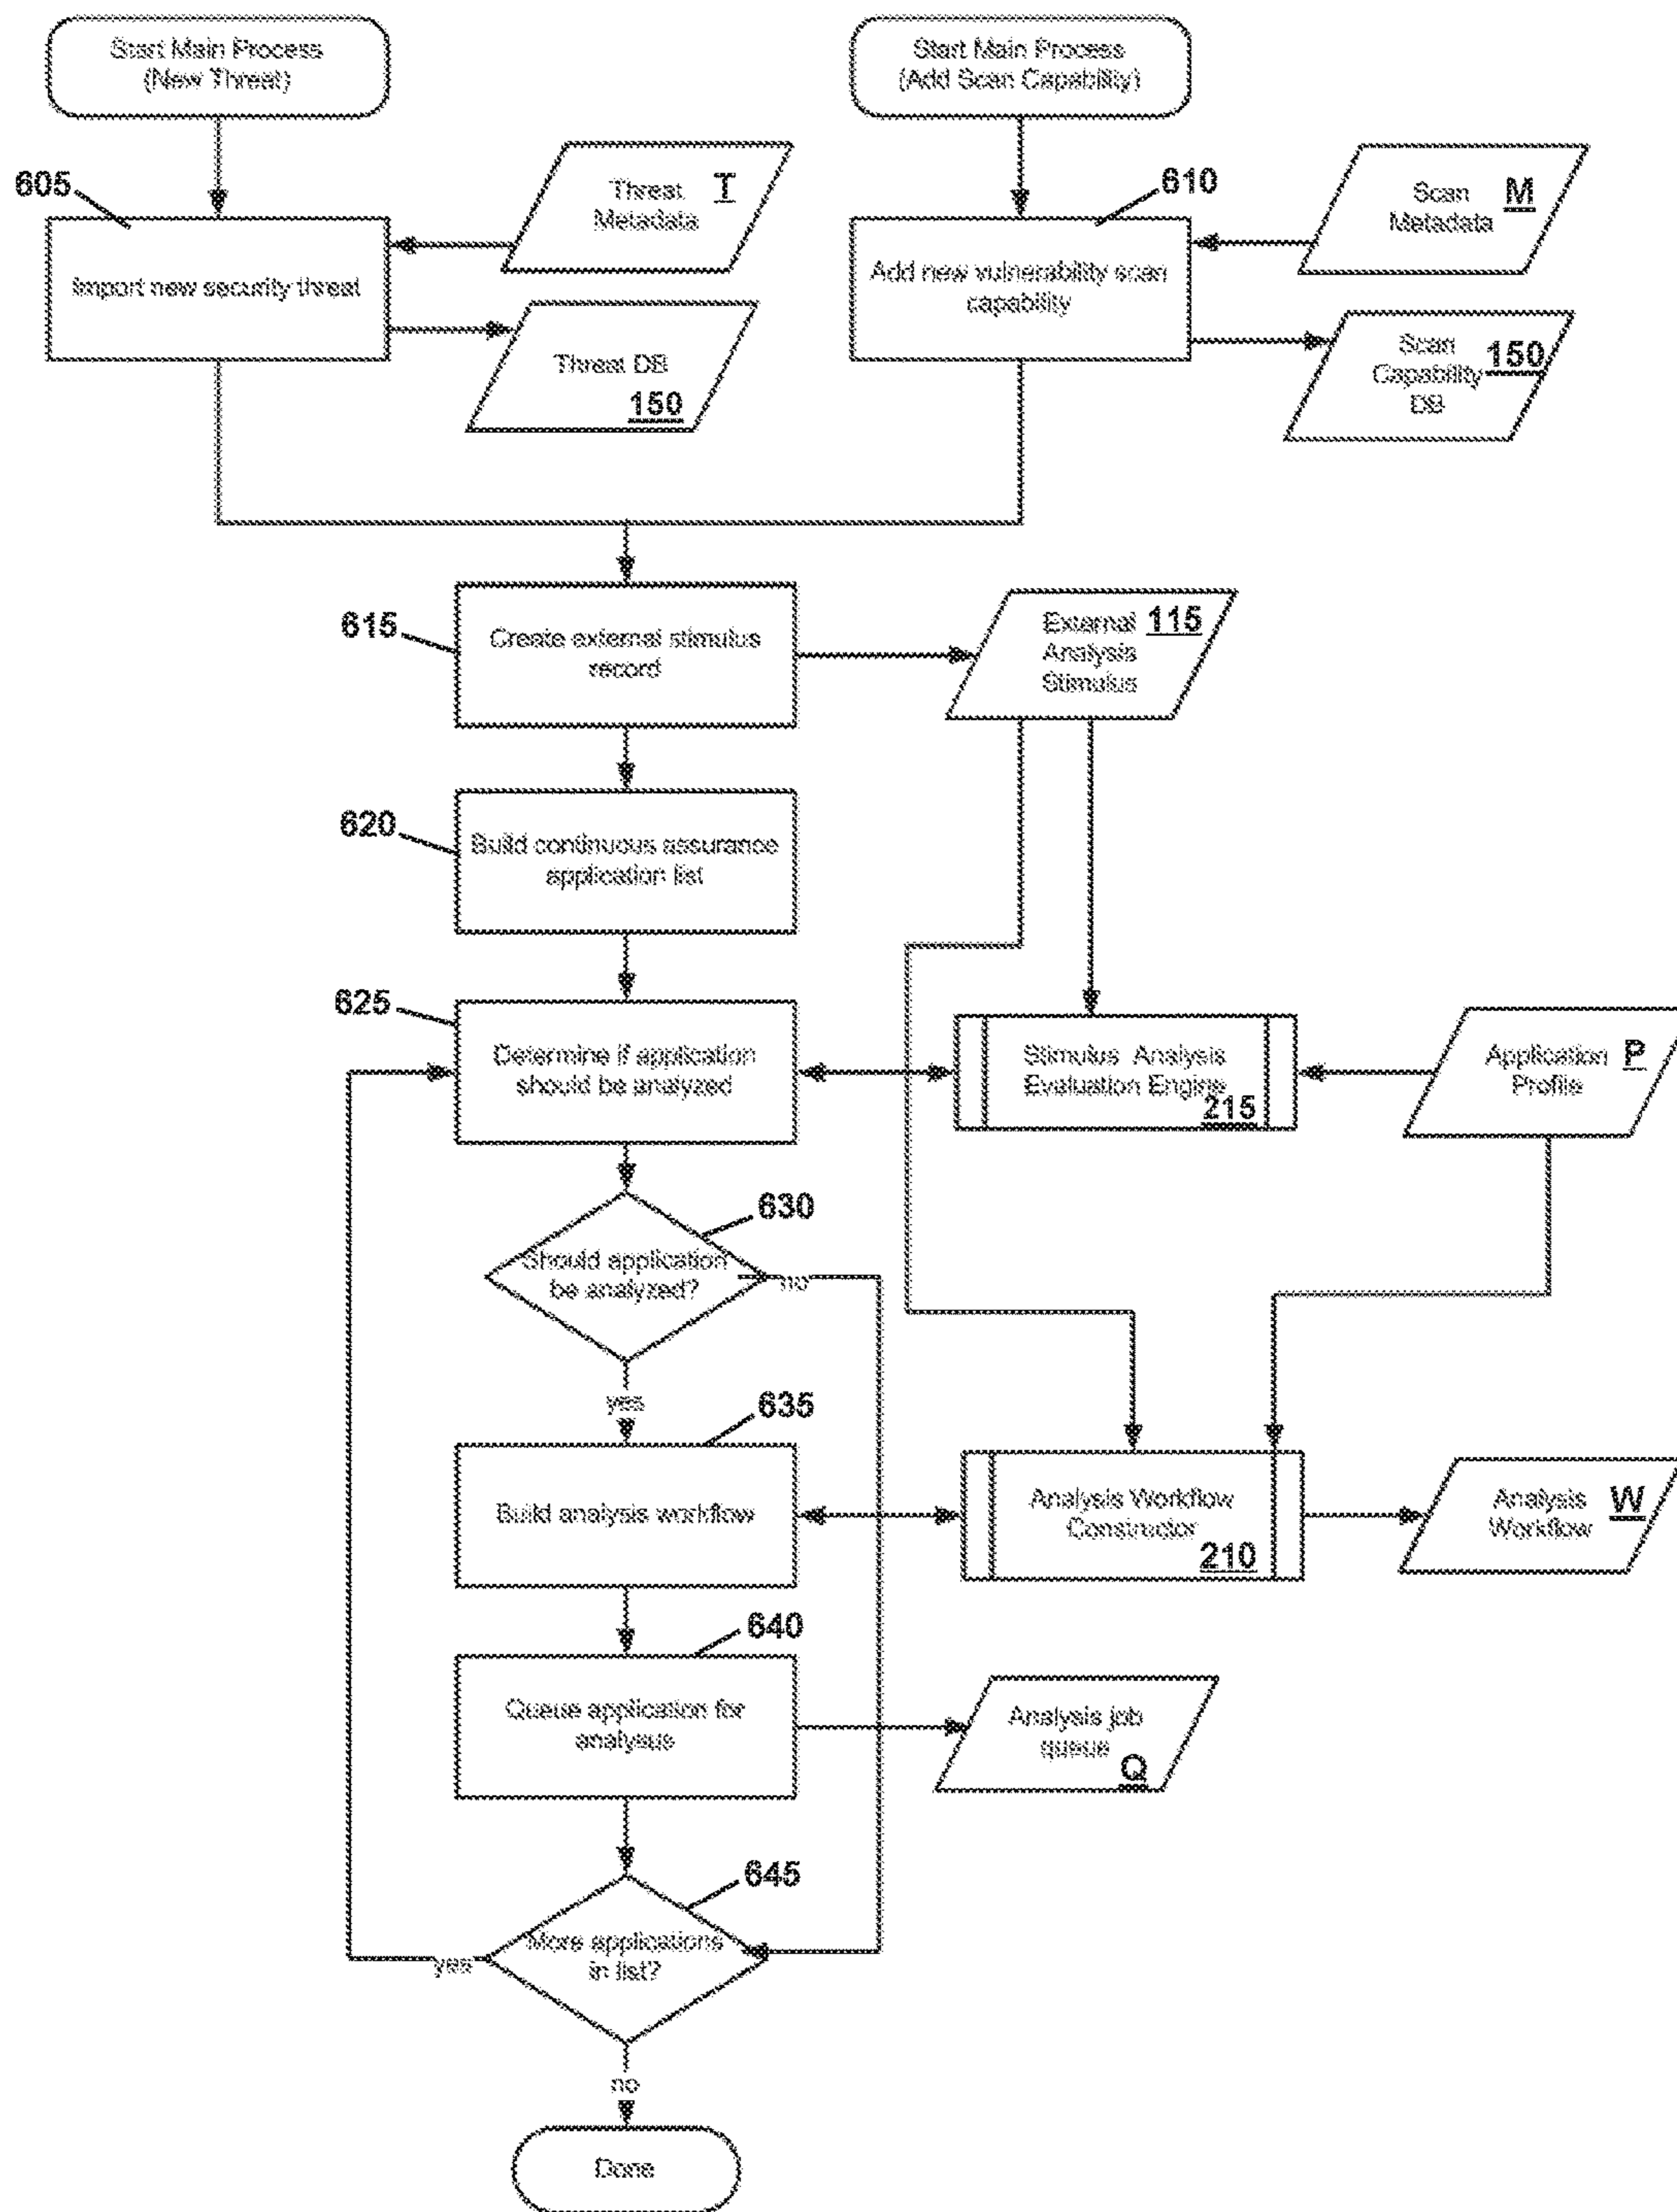 Start Main Process
(New Threat)
Start Main Process
(Add Scan Capability)
605
Threat T
Metadada
610
Scan M
Metadata
Import new security threat
Add new vulnerability scan
capability
Threat DB
150
Scan
Capability 150
DB
615
Create external stimulus
record
External 115
Analysis
Stimulus
620
Build continuous assurance
application list
625
Determine if application
should be analyzed
Stimulus Analysis
Evaluation Engine
215
Application P
Profile
630
Should application
be analyzed?
no
yes
635
Build analysis workflow
Analysis Workflow
Constructor
210
Analysis W
Workflow
640
Queue application for
analysus
Analysis job
queue
Q
645
More applications
in list?
yes
no
Done